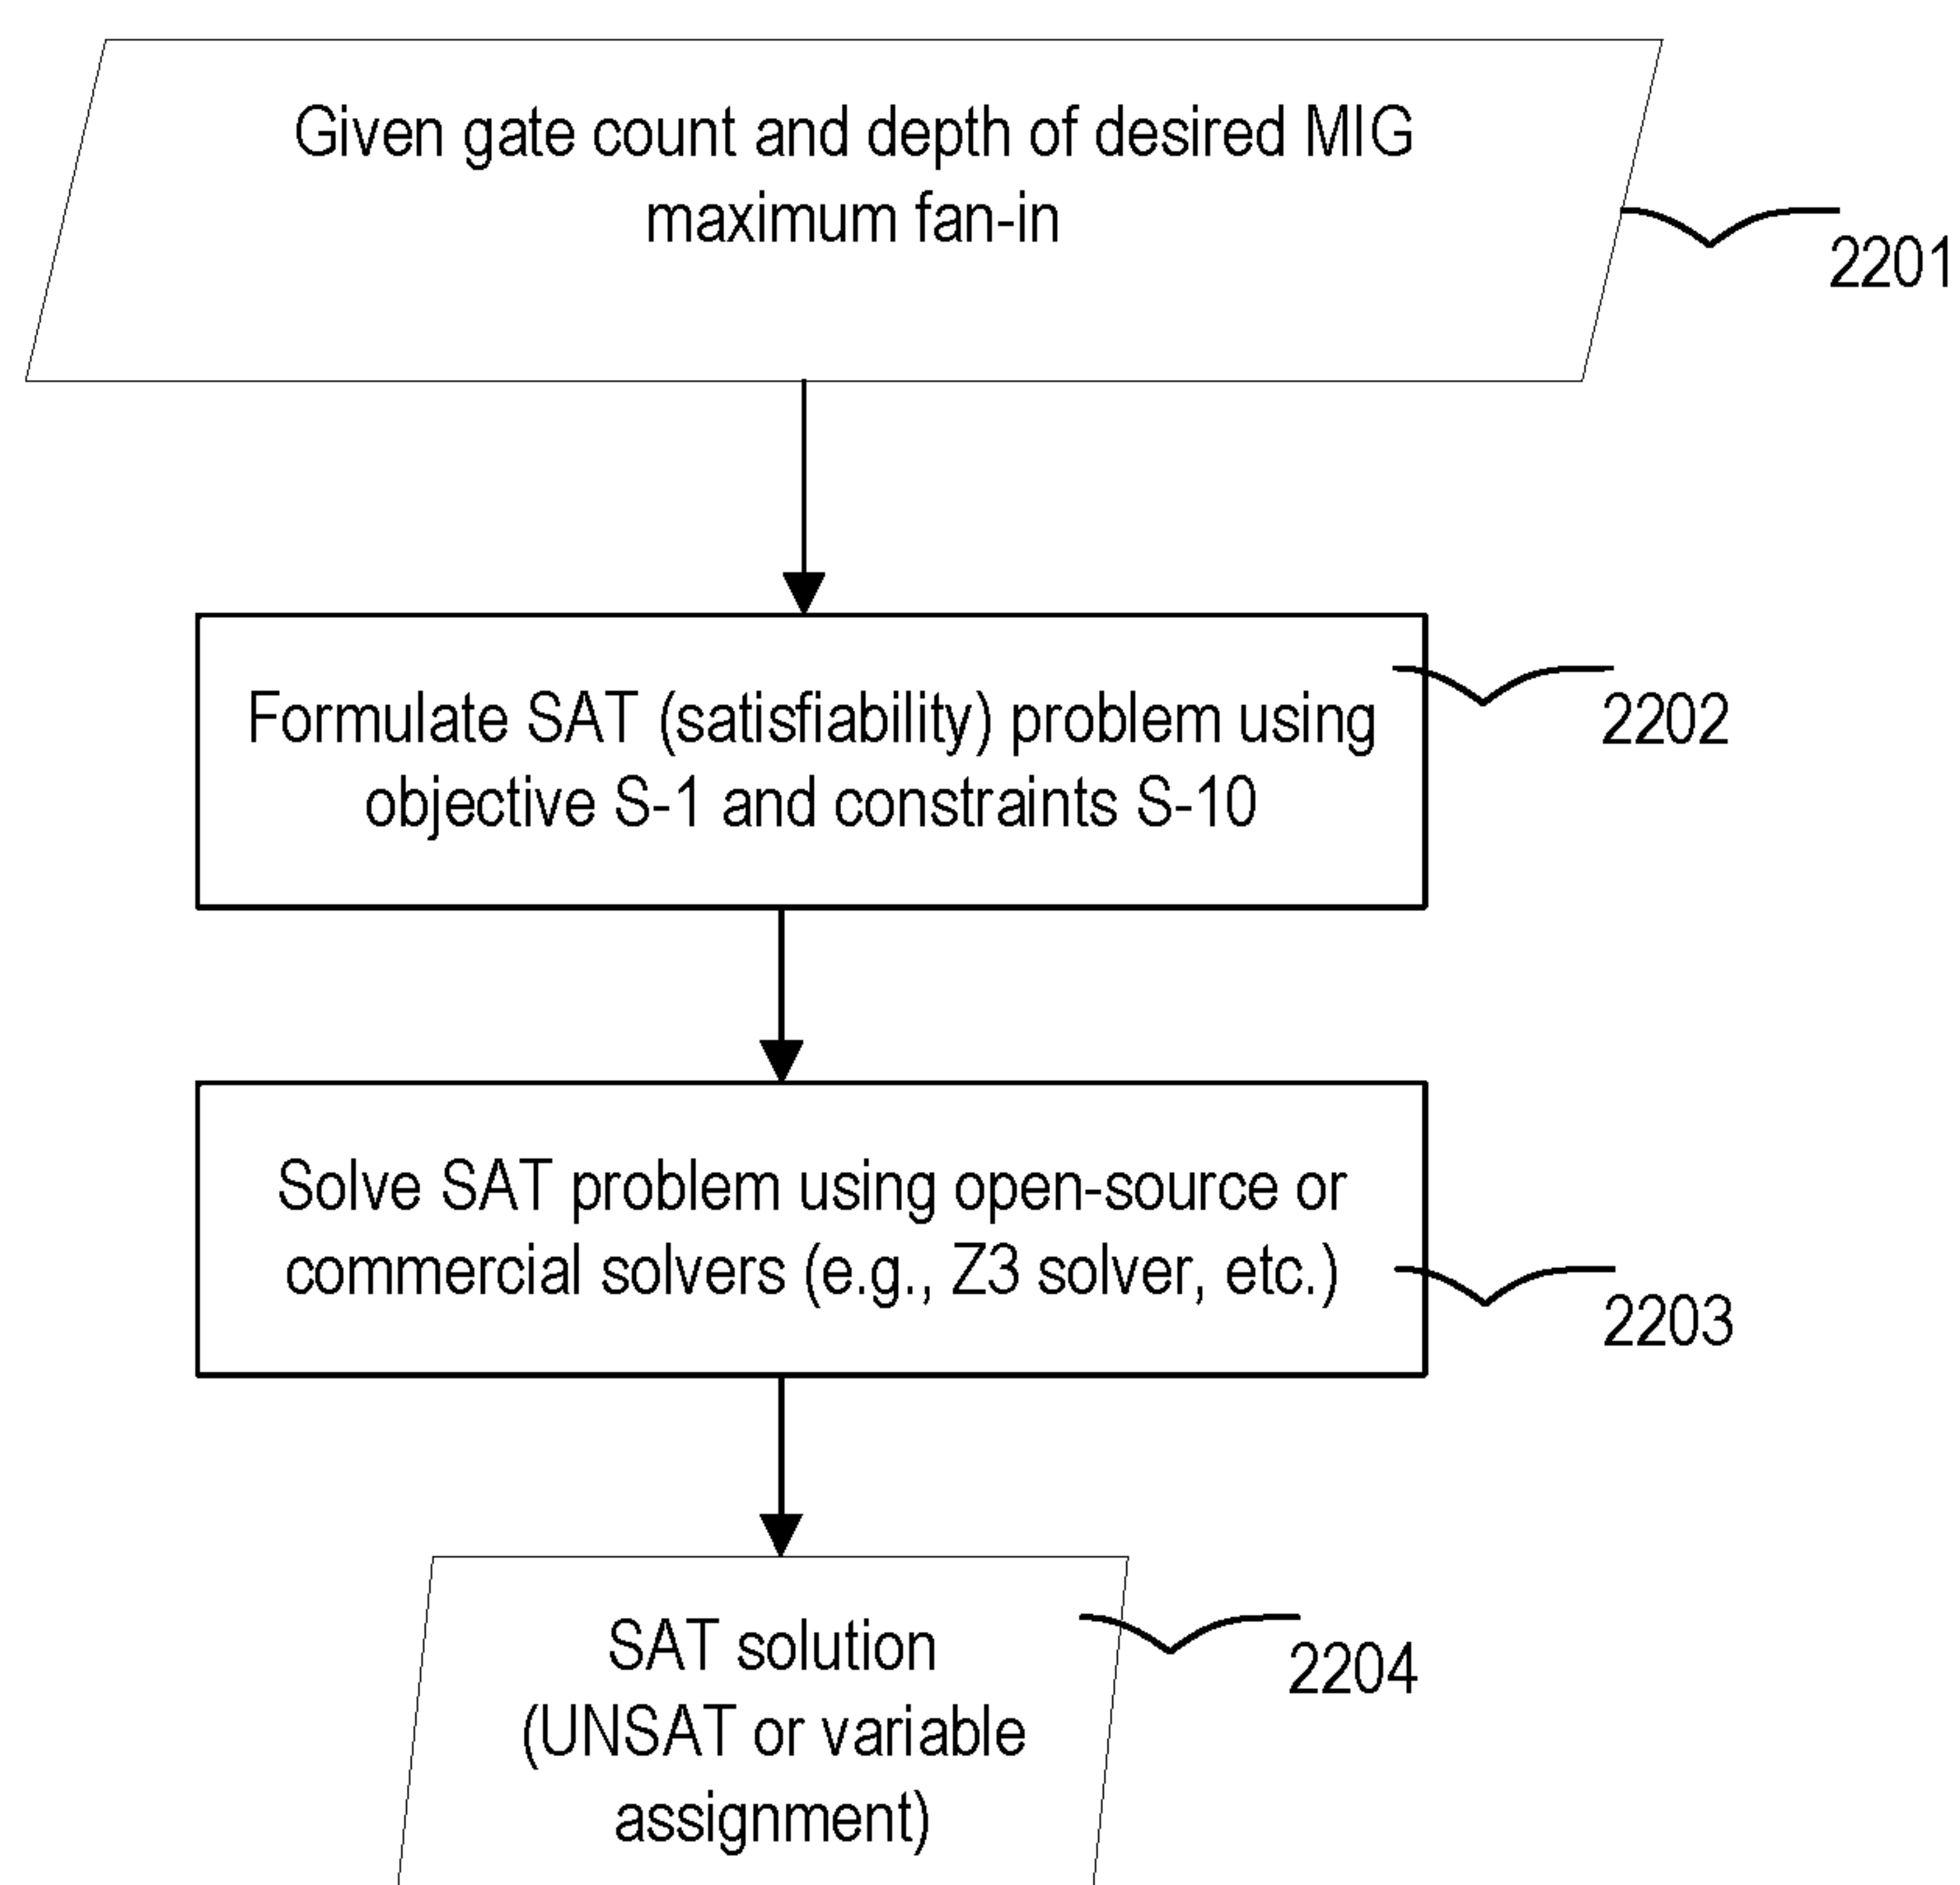 Given gate count and depth of desired MIG
maximum fan-in
2201
Formulate SAT (satisfiability) problem using
objective S-1 and constraints S-10
2202
Solve SAT problem using open-source or
commercial solvers (e.g., Z3 solver, etc.)
2203
SAT solution
(UNSAT or variable
assignment)
2204